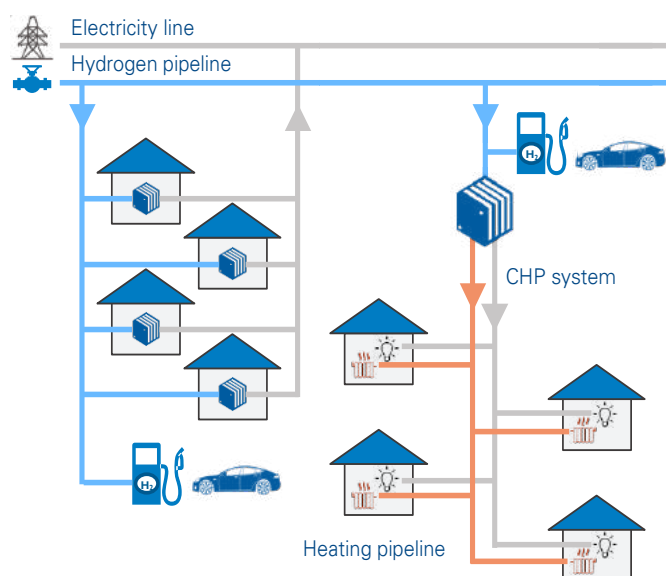 Electricity line
Hydrogen pipeline
H₂
CHP system
H₂
Heating pipeline